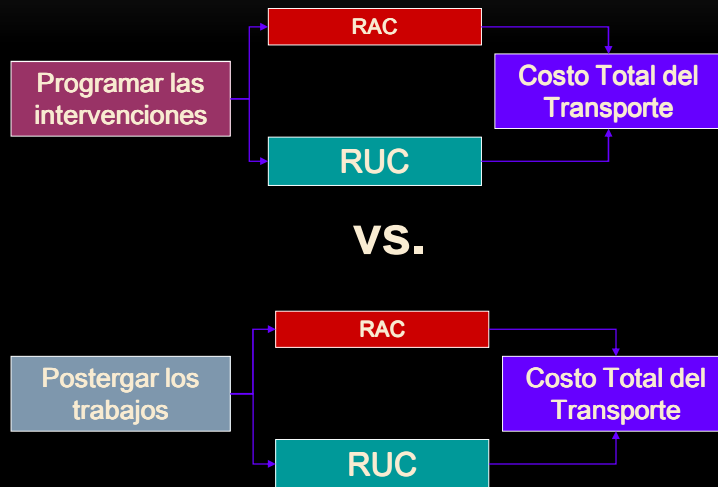 RAC
Programar las
intervenciones
Costo Total del
Transporte
RUC
vs.
RAC
Postergar los
trabajos
Costo Total del
Transporte
RUC